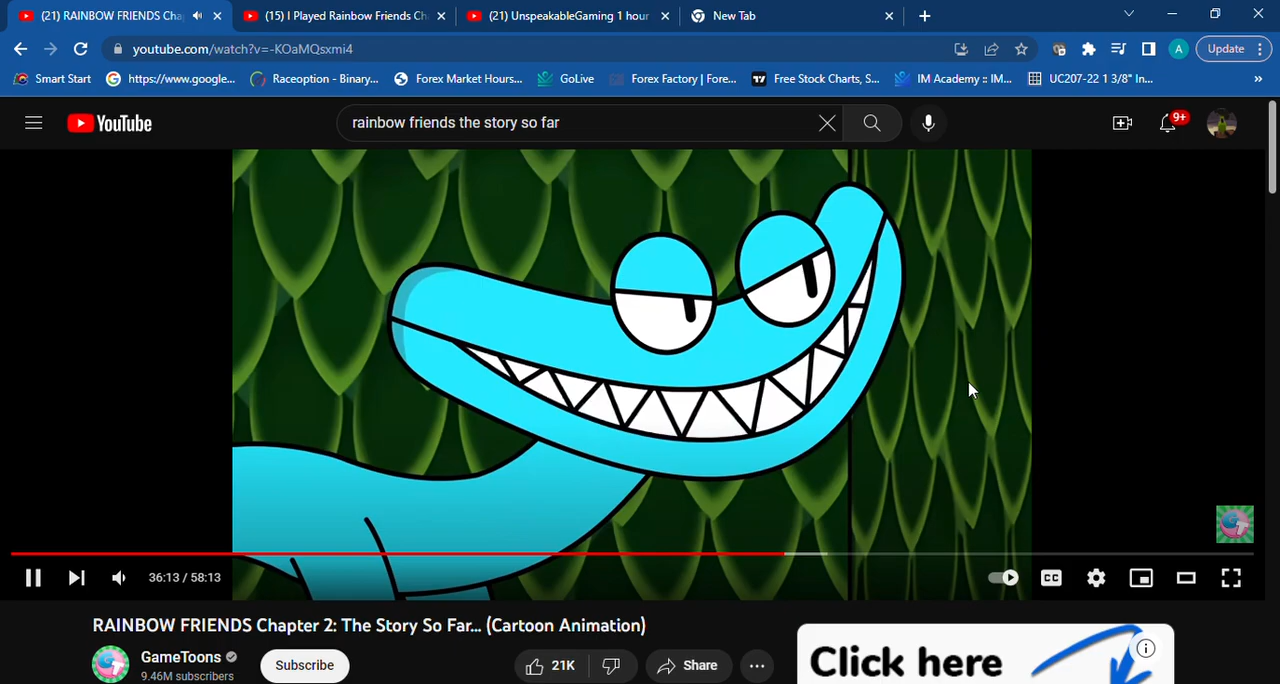 (21) RAINBOW FRIENDS Cha
(15) I Played Rainbow Friends Ch
(21) UnspeakableGaming 1 hour
New Tab
youtube.com/watch?v=-KOaMQsxmi4
A
Update
Smart Start
https://www.google...
Raceoption - Binary...
Forex Market Hours...
GoLive
Forex Factory | Fore...
Free Stock Charts, S...
IM Academy :: IM...
UC207-22 1 3/8" In...
YouTube
rainbow friends the story so far
9+
GT
36:13 / 58:13
CC
RAINBOW FRIENDS Chapter 2: The Story So Far... (Cartoon Animation)
GT
GameToons
9.46M subscribers
Subscribe
21K
Share
Click here